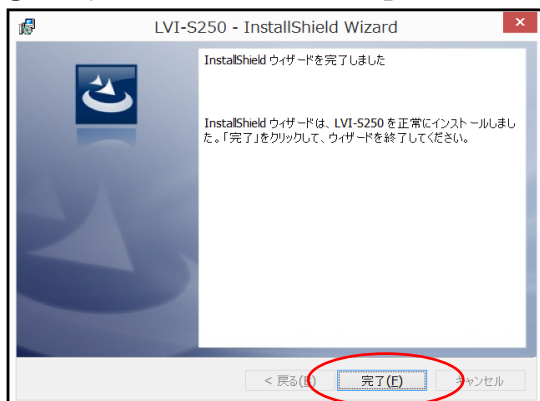 LVI-S250 - InstallShield Wizard
InstallShield ウィザードを完了しました
InstallShield ウィザードは、LVI-S250 を正常にインストールしまし
た。「完了」をクリックして、ウィザードを終了してください。
< 戻る(B) 完了(F) キャンセル